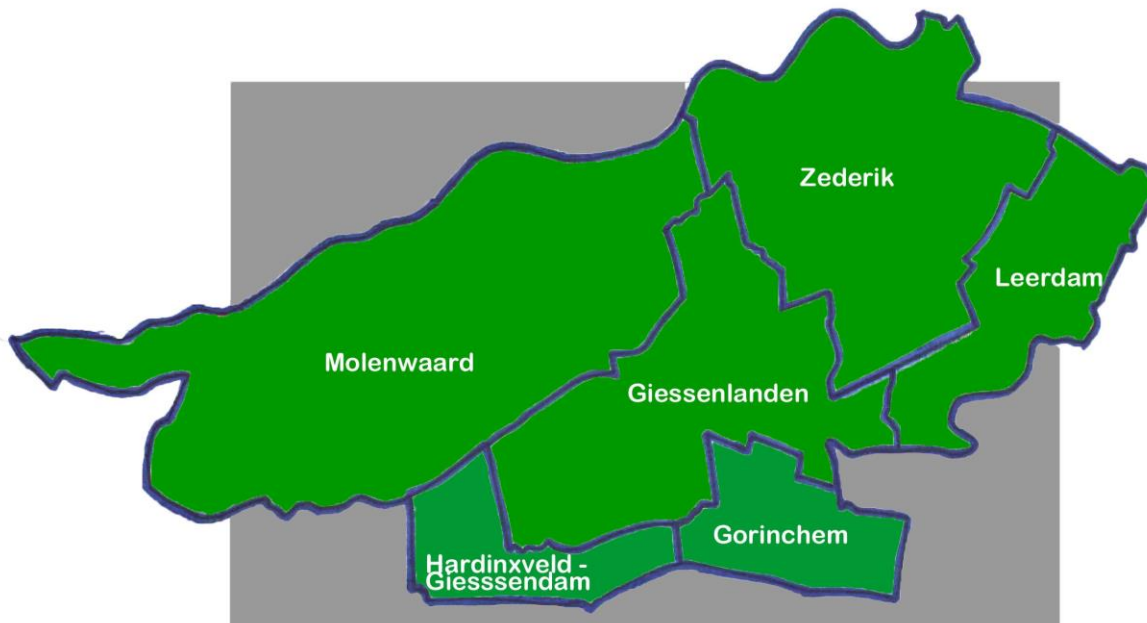 Zederik
Leerdam
Molenwaard
Giessenlanden
Gorinchem
Hardinxveld -
Giesssendam